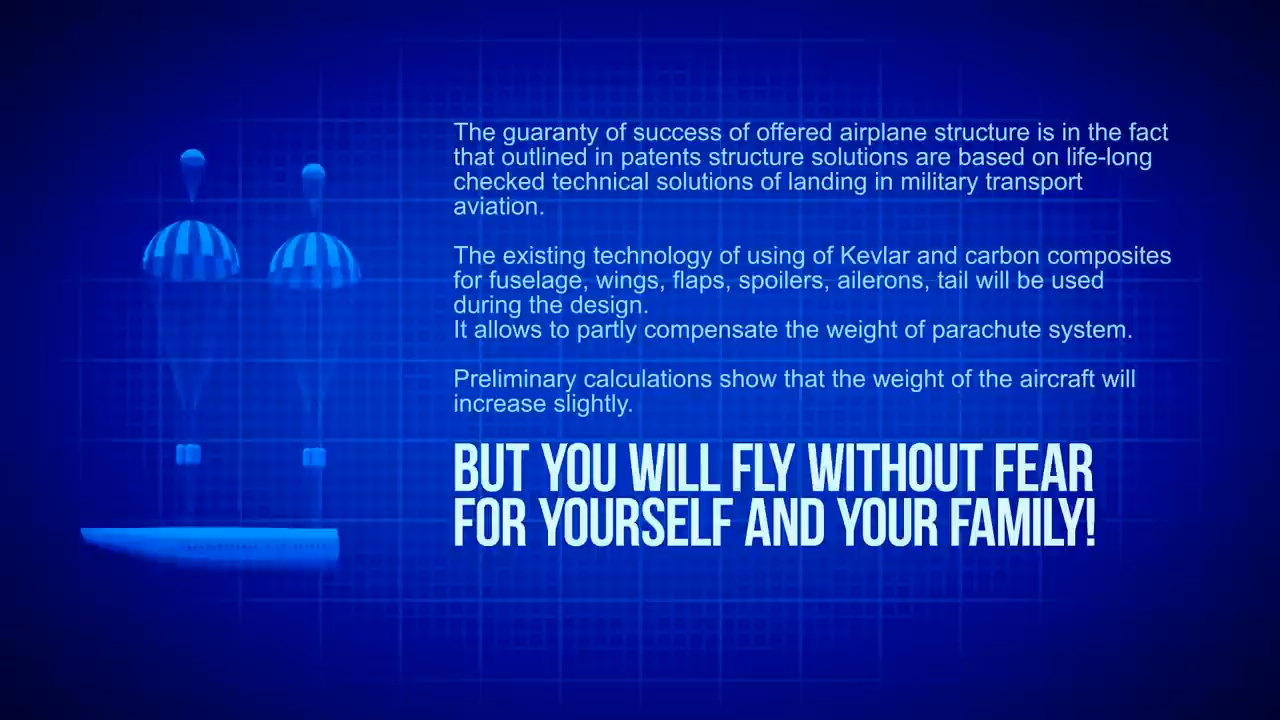 The guaranty of success of offered airplane structure is in the fact
that outlined in patents structure solutions are based on life-long
checked technical solutions of landing in military transport
aviation.
The existing technology of using of Kevlar and carbon composites
for fuselage, wings, flaps, spoilers, ailerons, tail will be used
during the design.
It allows to partly compensate the weight of parachute system.
Preliminary calculations show that the weight of the aircraft will
increase slightly.
BUT YOU WILL FLY WITHOUT FEAR
FOR YOURSELF AND YOUR FAMILY!